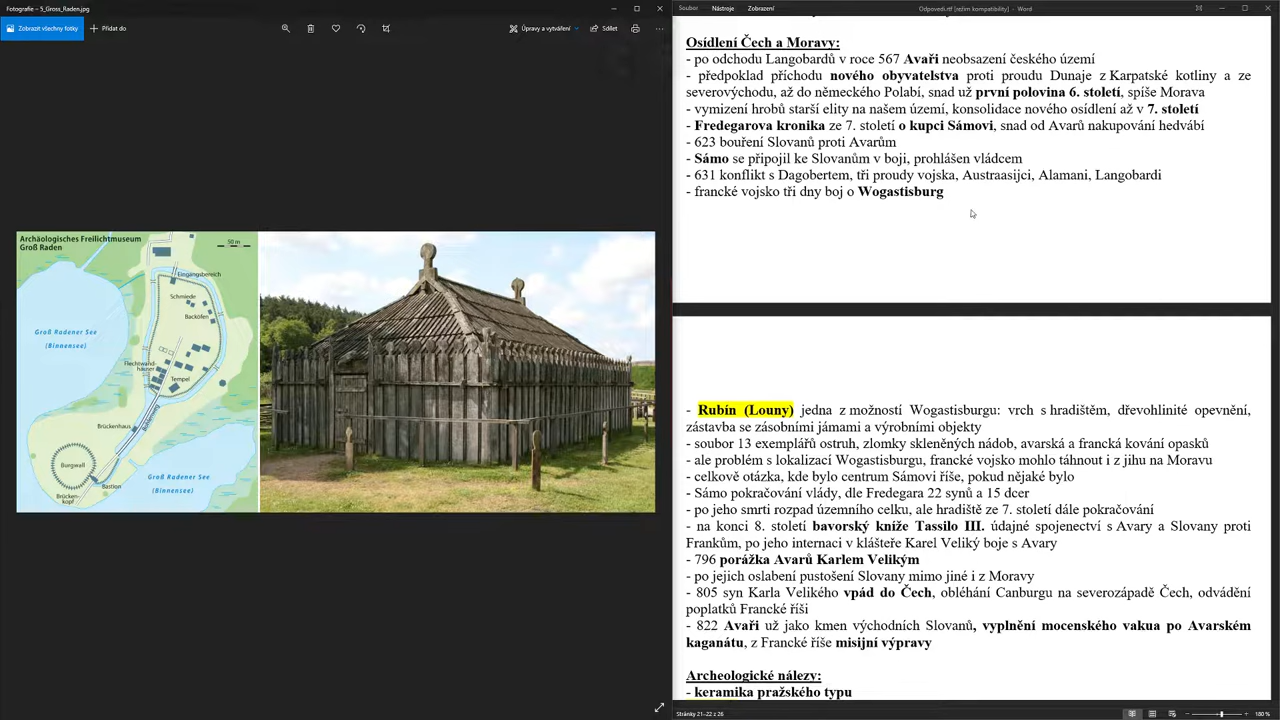 Fotografie – 5_Gross_Raden.jpg
Zobrazit všechny fotky
Přidat do
Úpravy a vytváření
Sdílet
Archäologisches Freilichtmuseum
Groß Raden
50 m
Eingangsbereich
Schmiede
Backöfen
Groß Radener See
(Binnensee)
Flechtwand-
häuser
Tempel
Bohlenweg
Brückenhaus
Burgwall
Bastion
Brücken-
kopf
Groß Radener See
(Binnensee)
Soubor
Nástroje
Zobrazení
Odpovedi.rtf [režim kompatibility] - Word
Osídlení Čech a Moravy:
- po odchodu Langobardů v roce 567 Avaři neobsazení českého území
- předpoklad příchodu nového obyvatelstva proti proudu Dunaje z Karpatské kotliny a ze
severovýchodu, až do německého Polabí, snad už první polovina 6. století, spíše Morava
- vymizení hrobů starší elity na našem území, konsolidace nového osídlení až v 7. století
- Fredegarova kronika ze 7. století o kupci Sámovi, snad od Avarů nakupování hedvábí
- 623 bouření Slovanů proti Avarům
- Sámo se připojil ke Slovanům v boji, prohlášen vládcem
- 631 konflikt s Dagobertem, tři proudy vojska, Austraasijci, Alamani, Langobardi
- francké vojsko tři dny boj o Wogastisburg
- Rubín (Louny) jedna z možností Wogastisburgu: vrch s hradištěm, dřevohlinité opevnění,
zástavba se zásobními jámami a výrobními objekty
- soubor 13 exemplářů ostruh, zlomky skleněných nádob, avarská a francká kování opasků
- ale problém s lokalizací Wogastisburgu, francké vojsko mohlo táhnout i z jihu na Moravu
- celkově otázka, kde bylo centrum Sámovi říše, pokud nějaké bylo
- Sámo pokračování vlády, dle Fredegara 22 synů a 15 dcer
- po jeho smrti rozpad územního celku, ale hradiště ze 7. století dále pokračování
- na konci 8. století bavorský kníže Tassilo III. údajné spojenectví s Avary a Slovany proti
Frankům, po jeho internaci v klášteře Karel Veliký boje s Avary
- 796 porážka Avarů Karlem Velikým
- po jejich oslabení pustošení Slovany mimo jiné i z Moravy
- 805 syn Karla Velikého vpád do Čech, obléhání Canburgu na severozápadě Čech, odvádění
poplatků Francké říši
- 822 Avaři už jako kmen východních Slovanů, vyplnění mocenského vakua po Avarském
kaganátu, z Francké říše misijní výpravy
Archeologické nálezy:
- keramika pražského typu
Stránky 21–22 z 26
180 %